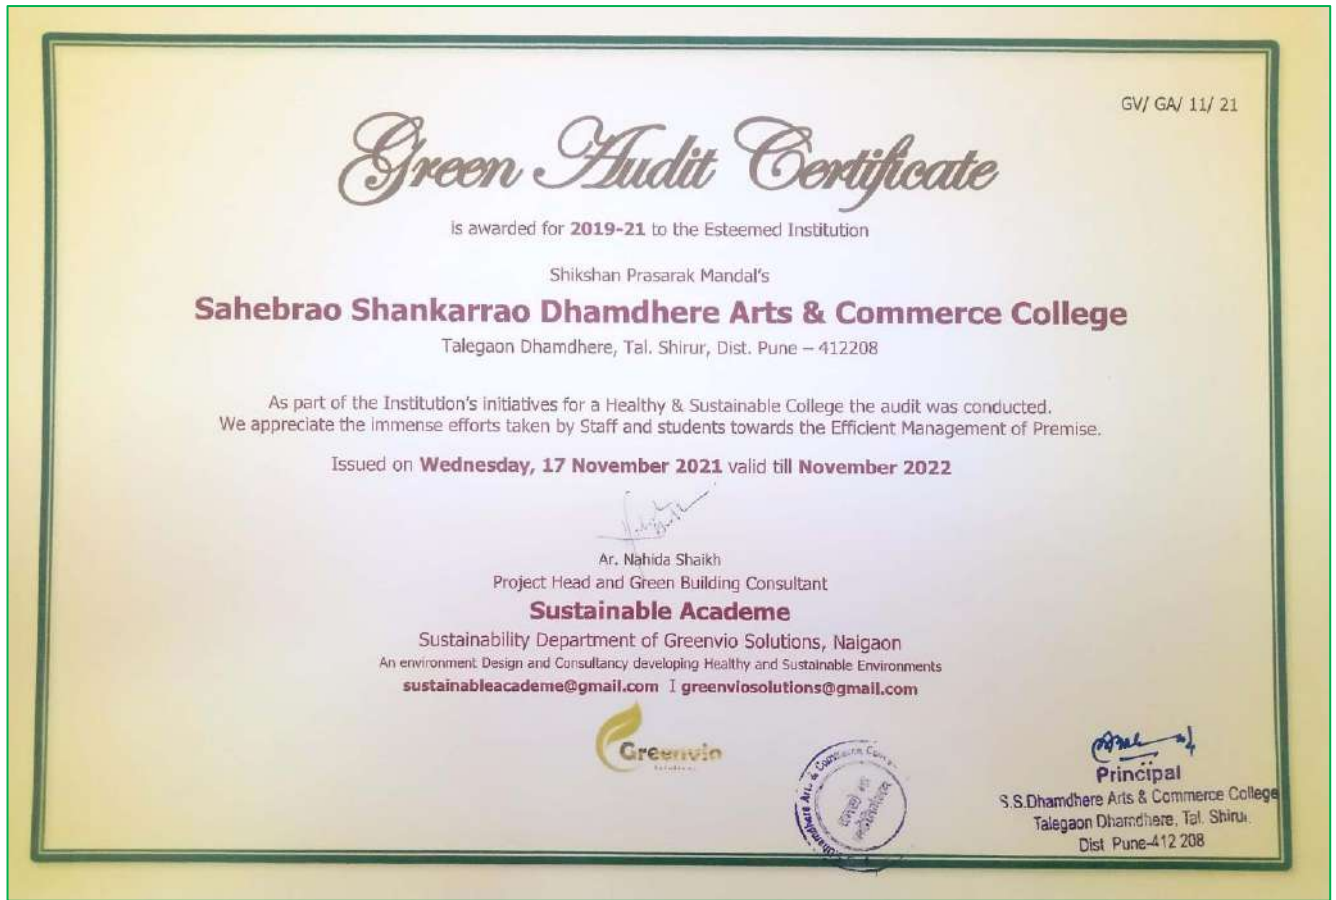 GV/ GA/ 11/ 21
Green Audit Certificate
is awarded for 2019-21 to the Esteemed Institution
Shikshan Prasarak Mandal's
Sahebrao Shankarrao Dhamdhere Arts & Commerce College
Talegaon Dhamdhere, Tal. Shirur, Dist. Pune – 412208
As part of the Institution's initiatives for a Healthy & Sustainable College the audit was conducted.
We appreciate the immense efforts taken by Staff and students towards the Efficient Management of Premise.
Issued on Wednesday, 17 November 2021 valid till November 2022
Ar. Nahida Shaikh
Project Head and Green Building Consultant
Sustainable Academe
Sustainability Department of Greenvio Solutions, Naigaon
An environment Design and Consultancy developing Healthy and Sustainable Environments
sustainableacademe@gmail.com I greenviosolutions@gmail.com
Greenvio
Solutions
Dhamdhere Arts & Commerce
Principal
S.S.Dhamdhere Arts & Commerce College
Talegaon Dhamdhere, Tal. Shirur.
Dist Pune-412 208